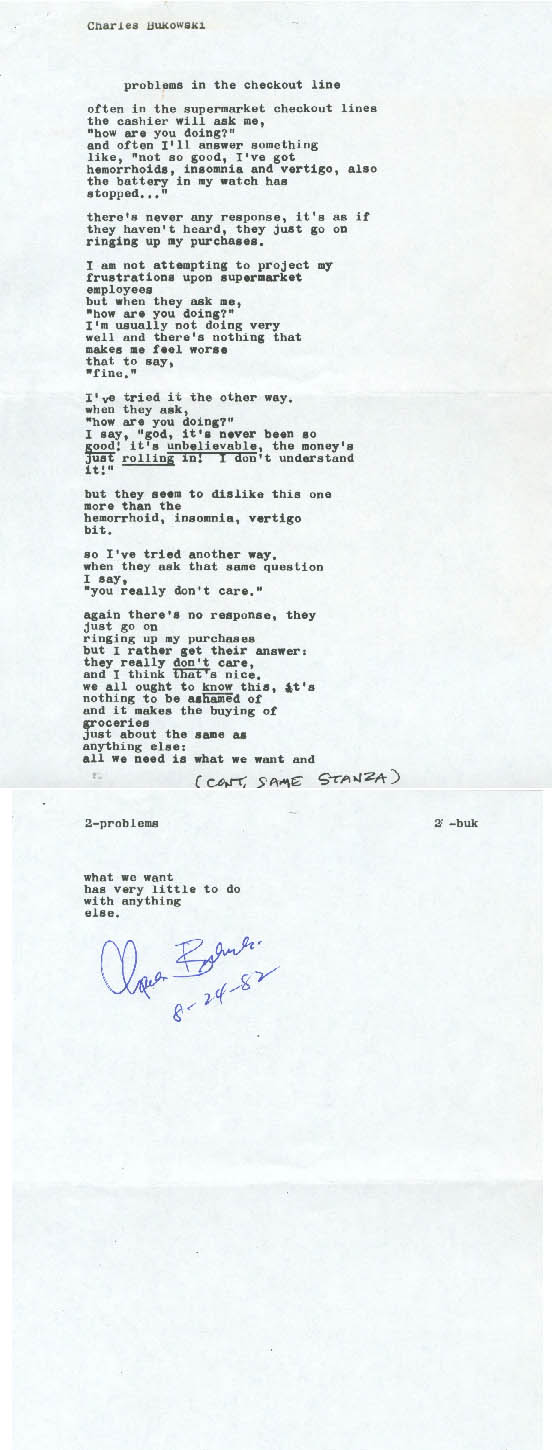 Charles Bukowski
problems in the checkout line
often in the supermarket checkout lines
the cashier will ask me,
"how are you doing?"
and often I'll answer something
like, "not so good, I've got
hemorrhoids, insomnia and vertigo, also
the battery in my watch has
stopped..."
there's never any response, it's as if
they haven't heard, they just go on
ringing up my purchases.
I am not attempting to project my
frustrations upon supermarket
employees
but when they ask me,
"how are you doing?"
I'm usually not doing very
well and there's nothing that
makes me feel worse
that to say,
"fine."
I've tried it the other way.
when they ask,
"how are you doing?"
I say, "god, it's never been so
good! it's unbelievable, the money's
just rolling in! I don't understand
it!"
but they seem to dislike this one
more than the
hemorrhoid, insomnia, vertigo
bit.
so I've tried another way.
when they ask that same question
I say,
"you really don't care."
again there's no response, they
just go on
ringing up my purchases
but I rather get their answer:
they really don't care,
and I think that's nice.
we all ought to know this, it's
nothing to be ashamed of
and it makes the buying of
groceries
just about the same as
anything else:
all we need is what we want and
(CONT, SAME STANZA)
2-problems 2 -buk
what we want
has very little to do
with anything
else.
Charles Bukowski
8-24-82